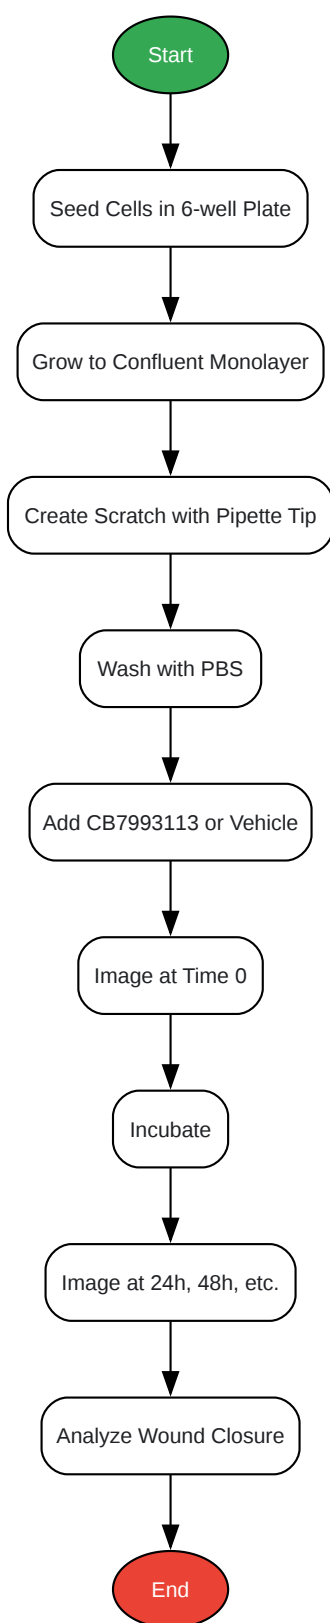 Start
Seed Cells in 6-well Plate
Grow to Confluent Monolayer
Create Scratch with Pipette Tip
Wash with PBS
Add CB7993113 or Vehicle
Image at Time 0
Incubate
Image at 24h, 48h, etc.
Analyze Wound Closure
End